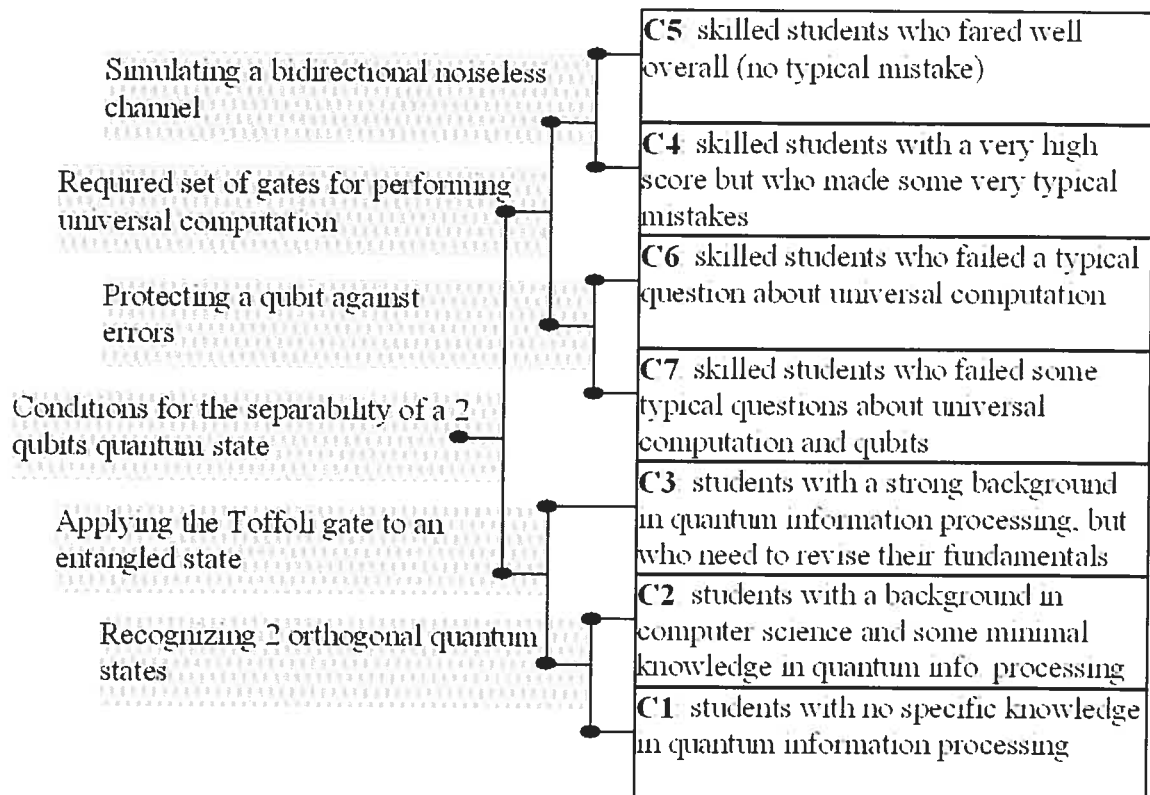 Simulating a bidirectional noiseless
channel
Required set of gates for performing
universal computation
Protecting a qubit against
errors
Conditions for the separability of a 2
qubits quantum state
Applying the Toffoli gate to an
entangled state
Recognizing 2 orthogonal quantum
states
C5 skilled students who fared well
overall (no typical mistake)
C4 skilled students with a very high
score but who made some very typical
mistakes
C6 skilled students who failed a typical
question about universal computation
C7 skilled students who failed some
typical questions about universal
computation and qubits
C3 students with a strong background
in quantum information processing, but
who need to revise their fundamentals
C2 students with a background in
computer science and some minimal
knowledge in quantum info. processing
C1 students with no specific knowledge
in quantum information processing